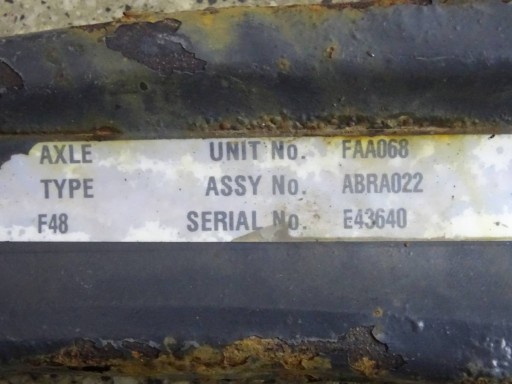 AXLE UNIT No. FAA068
TYPE ASSY No. ABRA022
F48 SERIAL No. E43640